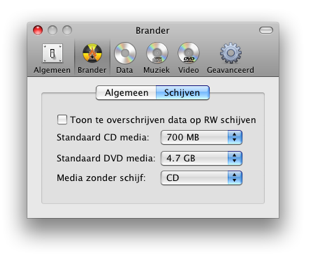 Brander
Algemeen Brander Data Muziek Video Geavanceerd
Algemeen Schijven
Toon te overschrijven data op RW schijven
Standaard CD media: 700 MB
Standaard DVD media: 4.7 GB
Media zonder schijf: CD